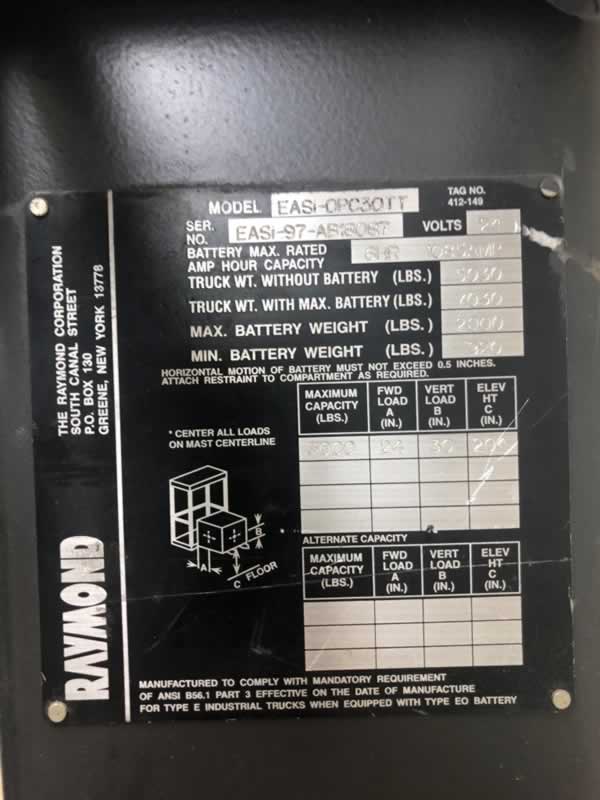 MODEL EASi-OPC30TT
TAG NO.
412-149
SER.
NO. EASi-97-AB18067
VOLTS 24
BATTERY MAX. RATED
AMP HOUR CAPACITY 6HR
TRUCK WT. WITHOUT BATTERY (LBS.) 5030
TRUCK WT. WITH MAX. BATTERY (LBS.) 7030
MAX. BATTERY WEIGHT (LBS.) 2000
MIN. BATTERY WEIGHT (LBS.)
HORIZONTAL MOTION OF BATTERY MUST NOT EXCEED 0.5 INCHES.
ATTACH RESTRAINT TO COMPARTMENT AS REQUIRED.
THE RAYMOND CORPORATION
SOUTH CANAL STREET
P.O. BOX 130
GREENE, NEW YORK 13778
RAYMOND
* CENTER ALL LOADS
ON MAST CENTERLINE
A
B
C FLOOR
MAXIMUM CAPACITY (LBS.) FWD LOAD A (IN.) VERT LOAD B (IN.) ELEV HT C (IN.)
24 30
ALTERNATE CAPACITY
MAXIMUM CAPACITY (LBS.) FWD LOAD A (IN.) VERT LOAD B (IN.) ELEV HT C (IN.)
MANUFACTURED TO COMPLY WITH MANDATORY REQUIREMENT
OF ANSI B56.1 PART 3 EFFECTIVE ON THE DATE OF MANUFACTURE
FOR TYPE E INDUSTRIAL TRUCKS WHEN EQUIPPED WITH TYPE EO BATTERY